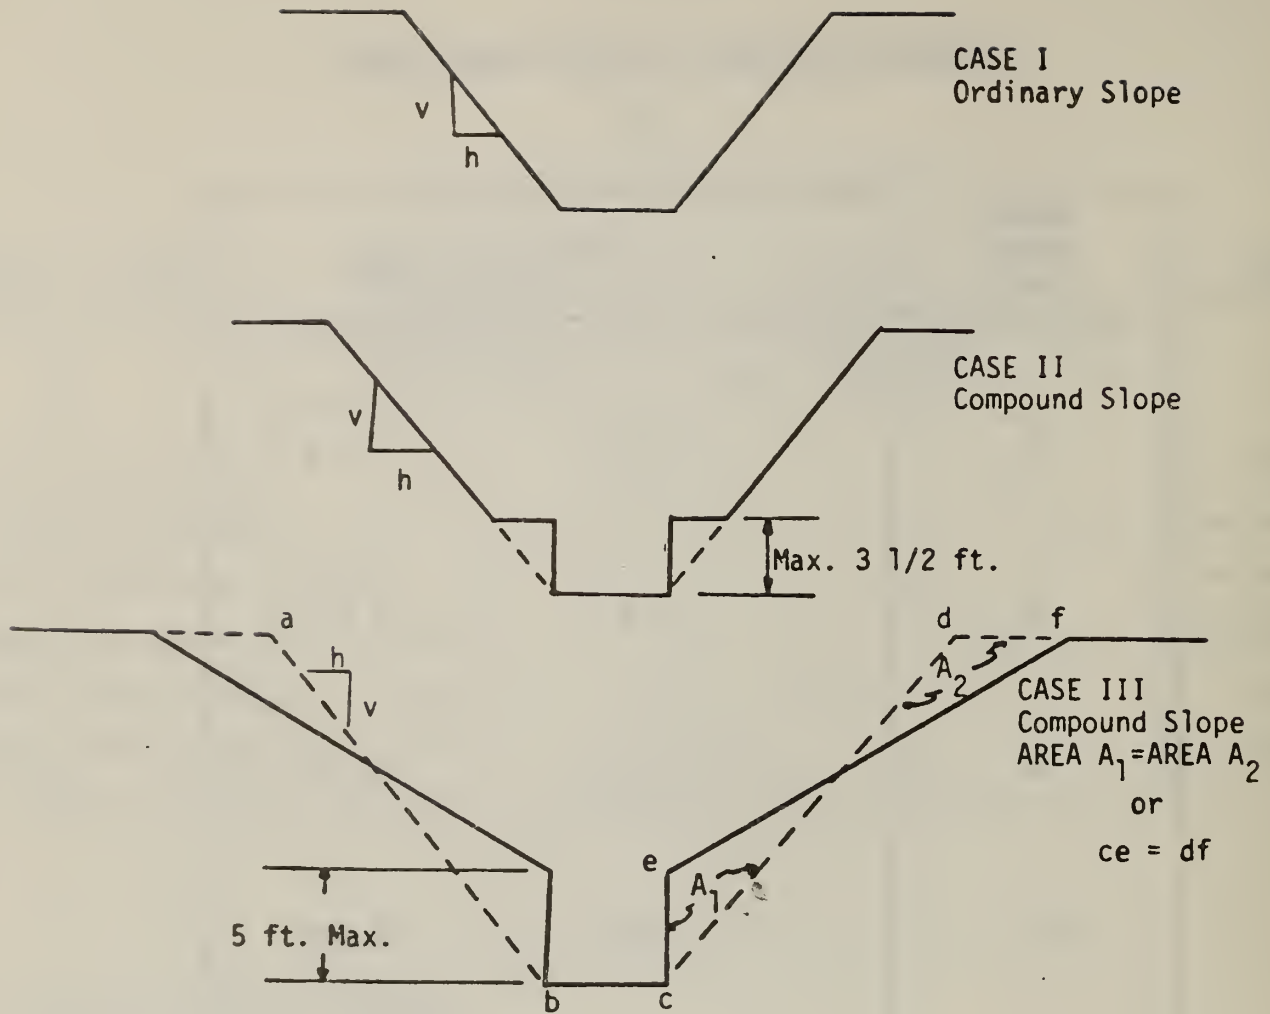 CASE I
Ordinary Slope
v
h
CASE II
Compound Slope
v
h
Max. 3 1/2 ft.
a
d
f
h
v
A2
CASE III
Compound Slope
AREA A1=AREA A2
or
ce = df
e
A1
5 ft. Max.
b
c